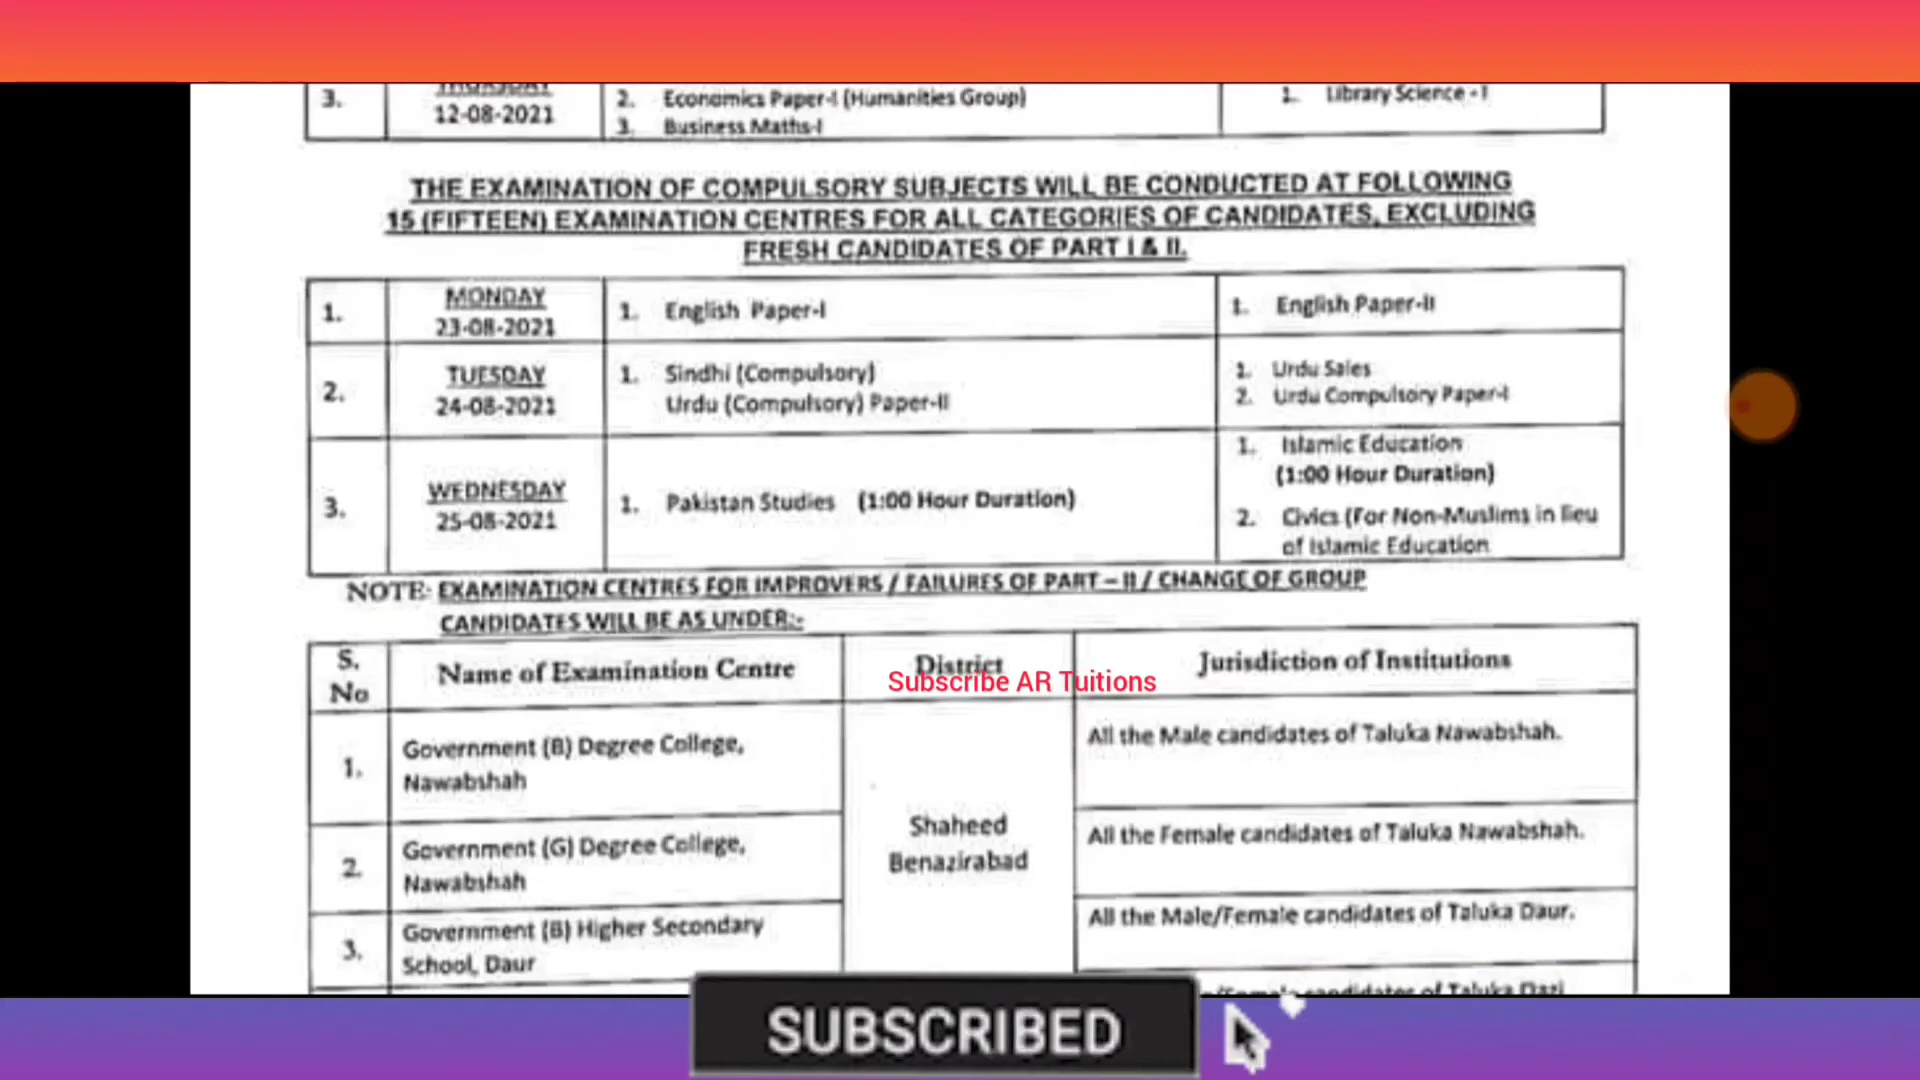 3.
THURSDAY
12-08-2021
2. Economics Paper-I (Humanities Group)
3. Business Maths-I
1. Library Science - I
THE EXAMINATION OF COMPULSORY SUBJECTS WILL BE CONDUCTED AT FOLLOWING
15 (FIFTEEN) EXAMINATION CENTRES FOR ALL CATEGORIES OF CANDIDATES, EXCLUDING
FRESH CANDIDATES OF PART I & II.
1.
MONDAY
23-08-2021
1. English Paper-I
1. English Paper-II
2.
TUESDAY
24-08-2021
1. Sindhi (Compulsory)
Urdu (Compulsory) Paper-II
1. Urdu Sales
2. Urdu Compulsory Paper-I
3.
WEDNESDAY
25-08-2021
1. Pakistan Studies (1:00 Hour Duration)
1. Islamic Education
(1:00 Hour Duration)
2. Civics (For Non-Muslims in lieu
of Islamic Education
NOTE: EXAMINATION CENTRES FOR IMPROVERS / FAILURES OF PART – II / CHANGE OF GROUP
CANDIDATES WILL BE AS UNDER:-
S.
No
Name of Examination Centre
District
Jurisdiction of Institutions
Subscribe AR Tuitions
1.
Government (B) Degree College,
Nawabshah
Shaheed
Benazirabad
All the Male candidates of Taluka Nawabshah.
2.
Government (G) Degree College,
Nawabshah
All the Female candidates of Taluka Nawabshah.
3.
Government (B) Higher Secondary
School, Daur
All the Male/Female candidates of Taluka Daur.
candidates of Taluka
SUBSCRIBED